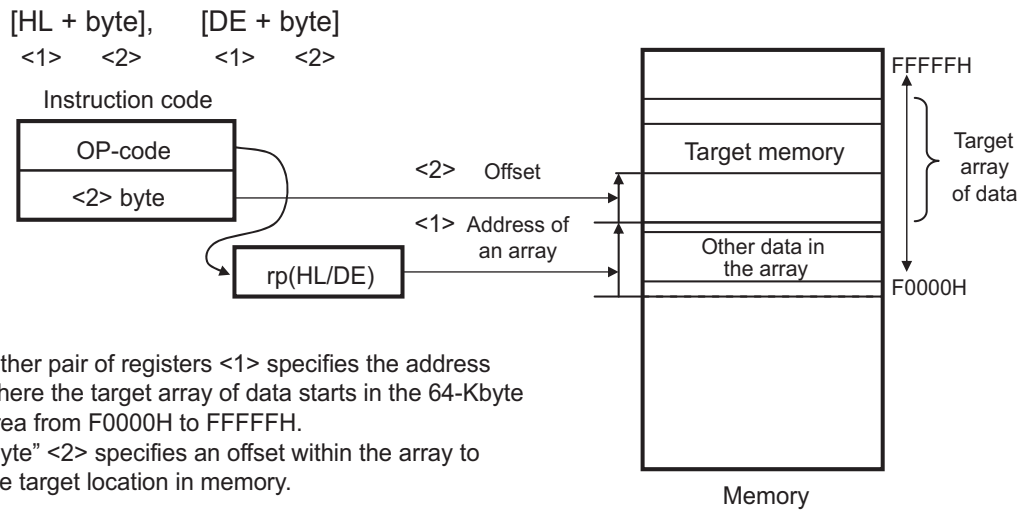 [HL + byte], [DE + byte]
<1> <2> <1> <2>
Instruction code
OP-code
<2> byte
<2> Offset
<1> Address of
an array
rp(HL/DE)
FFFFFH
Target memory
Target
array
of data
Other data in
the array
F0000H
Memory
ther pair of registers <1> specifies the address
here the target array of data starts in the 64-Kbyte
rea from F0000H to FFFFFH.
yte” <2> specifies an offset within the array to
e target location in memory.